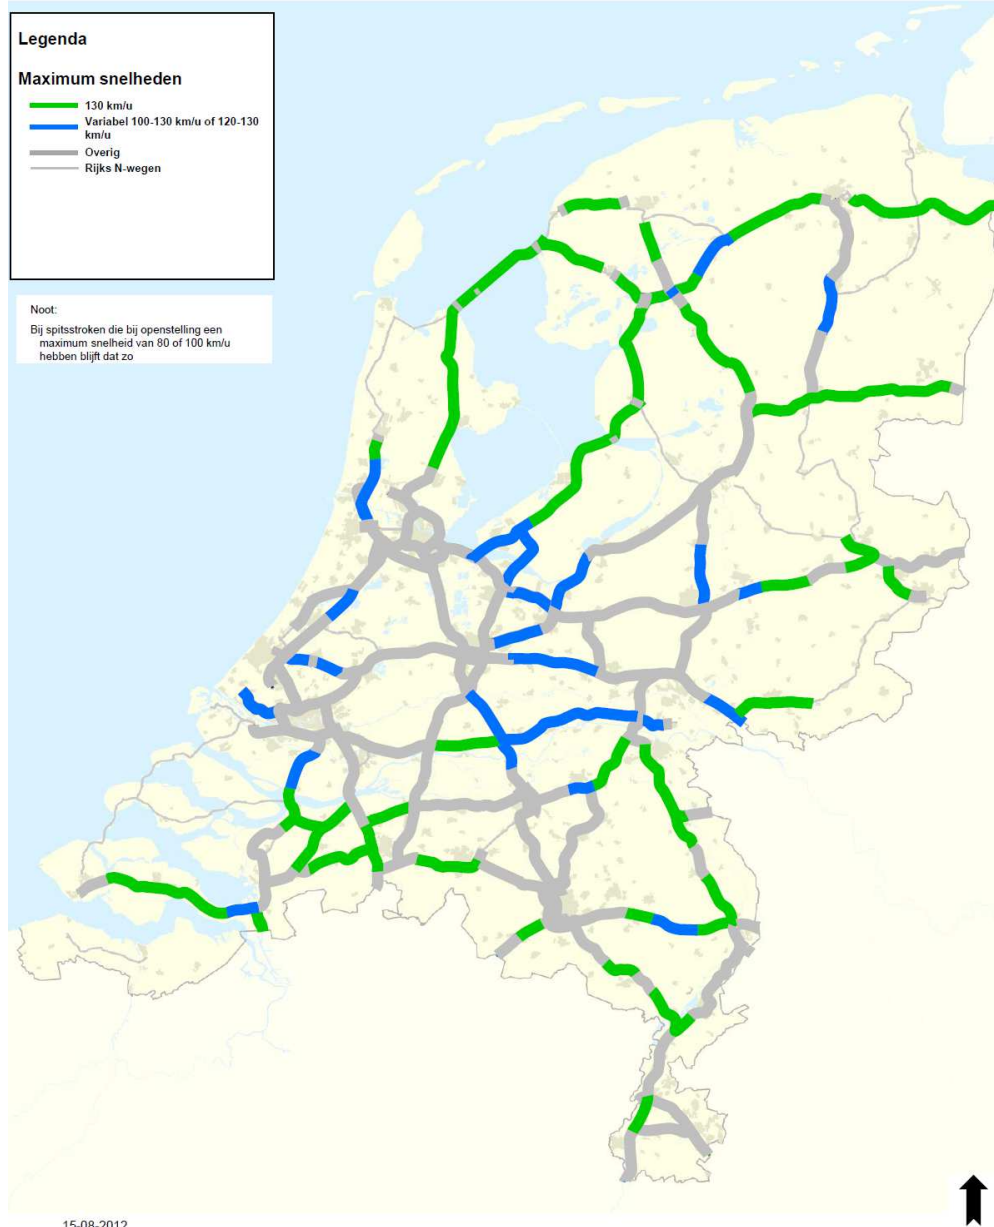 Legenda
Maximum snelheden
130 km/u
Variabel 100-130 km/u of 120-130
km/u
Overig
Rijks N-wegen
Noot:
Bij spitsstroken die bij openstelling een
maximum snelheid van 80 of 100 km/u
hebben blijft dat zo
15-08-2012